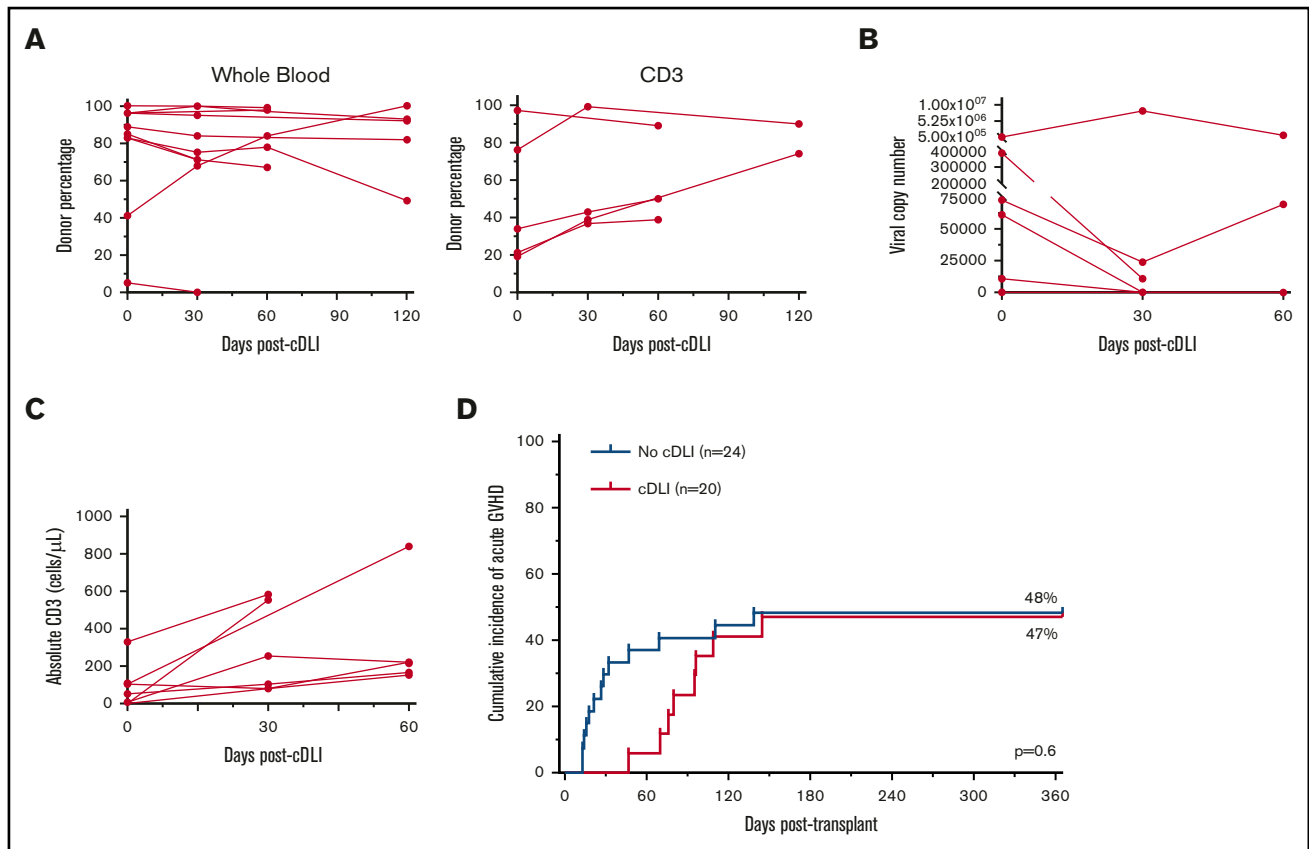 A
Whole Blood
Donor percentage
100
80
60
40
20
0
0 30 60 90 120
Days post-cDLI
CD3
Donor percentage
100
80
60
40
20
0
0 30 60 90 120
Days post-cDLI
B
Viral copy number
1.00x10⁰⁷
5.25x10⁰⁶
5.00x10⁰⁵
400000
300000
200000
75000
50000
25000
0
0 30 60
Days post-cDLI
C
Absolute CD3 (cells/μL)
1000
800
600
400
200
0
0 30 60
Days post-cDLI
D
Cumulative incidence of acute GVHD
100
80
60
40
20
0
No cDLI (n=24)
cDLI (n=20)
48%
47%
p=0.6
0 60 120 180 240 300 360
Days post-transplant